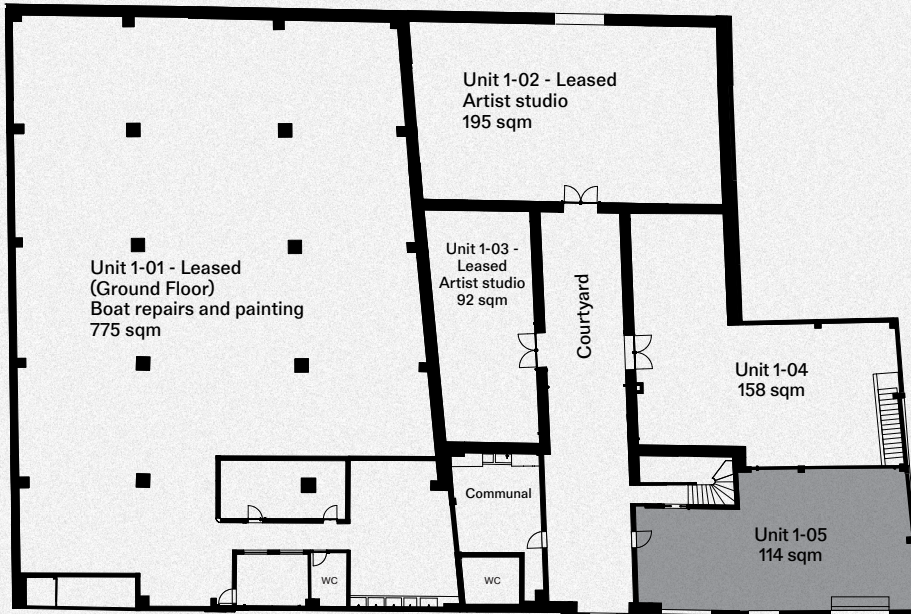 Unit 1-02 - Leased
Artist studio
195 sqm
Unit 1-03 -
Leased
Artist studio
92 sqm
Unit 1-01 - Leased
(Ground Floor)
Boat repairs and painting
775 sqm
Courtyard
Unit 1-04
158 sqm
Communal
Unit 1-05
114 sqm
WC
WC